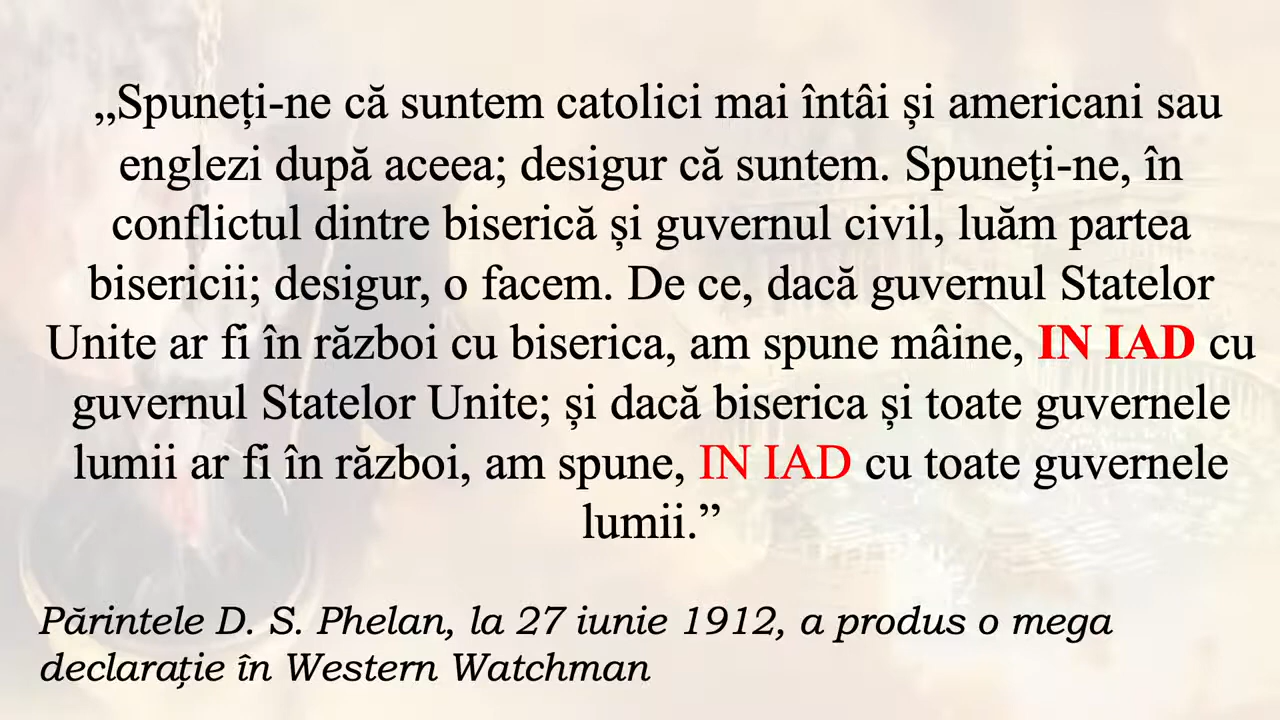 „Spuneți-ne că suntem catolici mai întâi și americani sau
englezi după aceea; desigur că suntem. Spuneți-ne, în
conflictul dintre biserică și guvernul civil, luăm partea
bisericii; desigur, o facem. De ce, dacă guvernul Statelor
Unite ar fi în război cu biserica, am spune mâine, IN IAD cu
guvernul Statelor Unite; și dacă biserica și toate guvernele
lumii ar fi în război, am spune, IN IAD cu toate guvernele
lumii.”
Părintele D. S. Phelan, la 27 iunie 1912, a produs o mega
declarație în Western Watchman